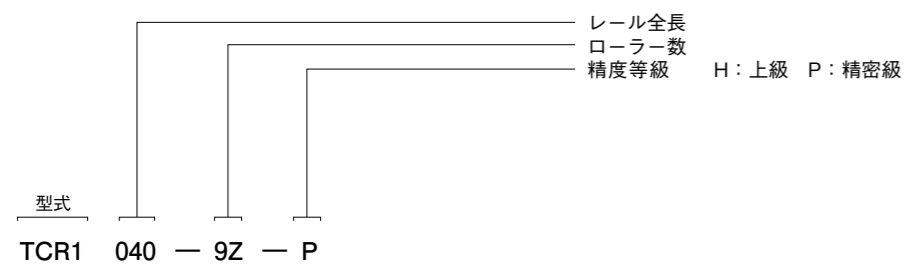 レール全長
ローラー数
精度等級 H：上級 P：精密級
型式
TCR1 040 — 9Z — P